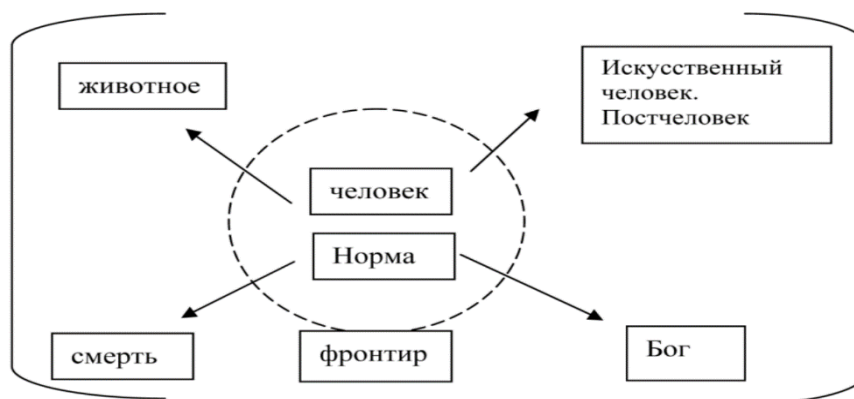 животное
Искусственный
человек.
Постчеловек
человек
Норма
смерть
фронтир
Бог